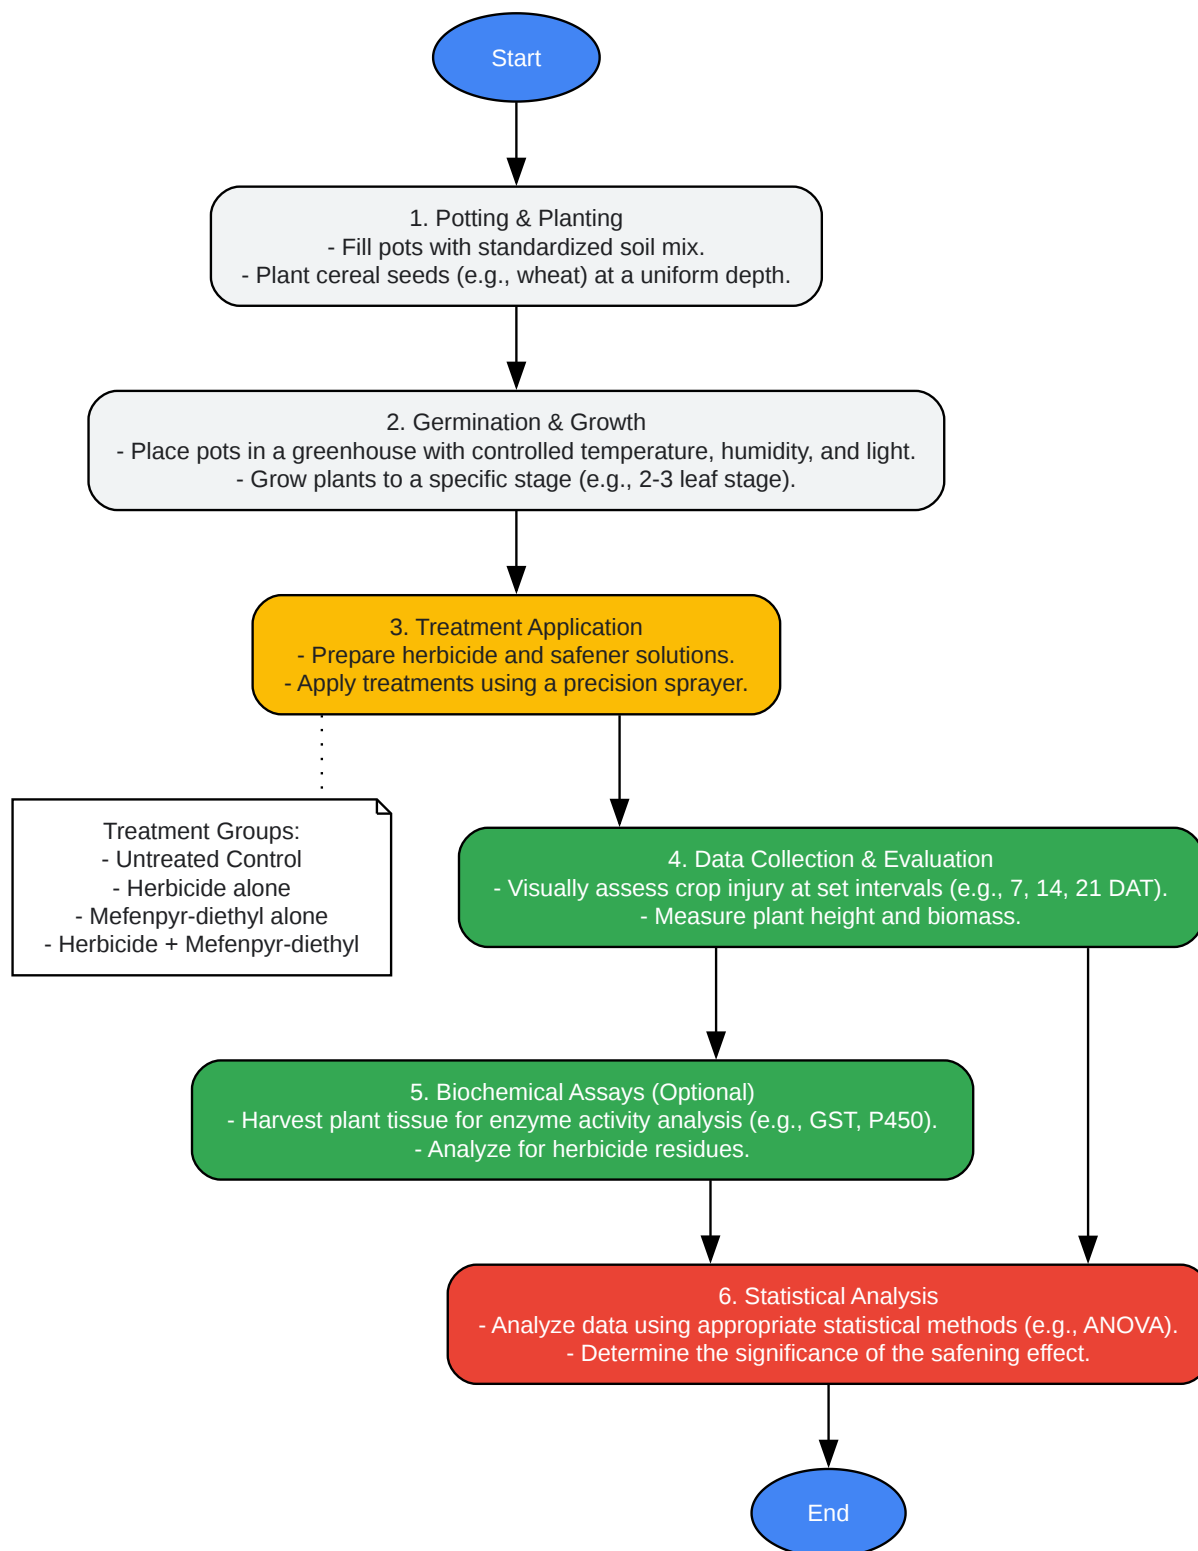 Start
1. Potting & Planting
- Fill pots with standardized soil mix.
- Plant cereal seeds (e.g., wheat) at a uniform depth.
2. Germination & Growth
- Place pots in a greenhouse with controlled temperature, humidity, and light.
- Grow plants to a specific stage (e.g., 2-3 leaf stage).
3. Treatment Application
- Prepare herbicide and safener solutions.
- Apply treatments using a precision sprayer.
Treatment Groups:
- Untreated Control
- Herbicide alone
- Mefenpyr-diethyl alone
- Herbicide + Mefenpyr-diethyl
4. Data Collection & Evaluation
- Visually assess crop injury at set intervals (e.g., 7, 14, 21 DAT).
- Measure plant height and biomass.
5. Biochemical Assays (Optional)
- Harvest plant tissue for enzyme activity analysis (e.g., GST, P450).
- Analyze for herbicide residues.
6. Statistical Analysis
- Analyze data using appropriate statistical methods (e.g., ANOVA).
- Determine the significance of the safening effect.
End